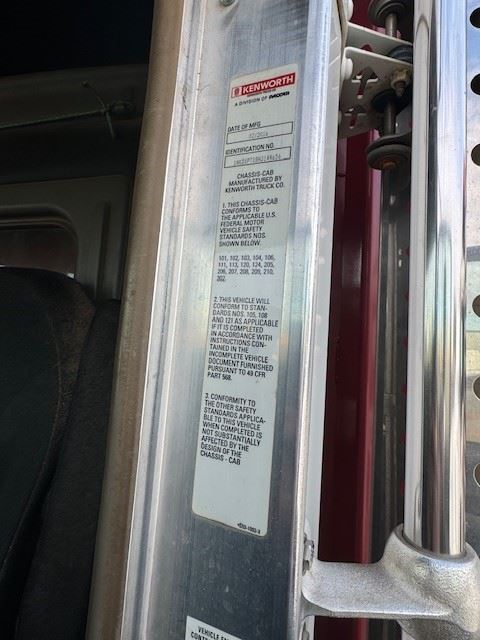 KENWORTH
A DIVISION OF PACCAR
DATE OF MFG
02/2014
IDENTIFICATION NO.
CHASSIS-CAB
MANUFACTURED BY
KENWORTH TRUCK CO.
1. THIS CHASSIS-CAB
CONFORMS TO
THE APPLICABLE U.S.
FEDERAL MOTOR
VEHICLE SAFETY
STANDARDS NOS.
SHOWN BELOW.
101, 102, 103, 104, 106,
111, 113, 120, 124, 205,
206, 207, 208, 209, 210,
302.
2. THIS VEHICLE WILL
CONFORM TO STAN-
DARDS NOS. 105, 108
AND 121 AS APPLICABLE
IF IT IS COMPLETED
IN ACCORDANCE WITH
INSTRUCTIONS CON-
TAINED IN THE
INCOMPLETE VEHICLE
DOCUMENT FURNISHED
PURSUANT TO 49 CFR
PART 568.
3. CONFORMITY TO
THE OTHER SAFETY
STANDARDS APPLICA-
BLE TO THIS VEHICLE
WHEN COMPLETED IS
NOT SUBSTANTIALLY
AFFECTED BY THE
DESIGN OF THE
CHASSIS - CAB
VEHICLE